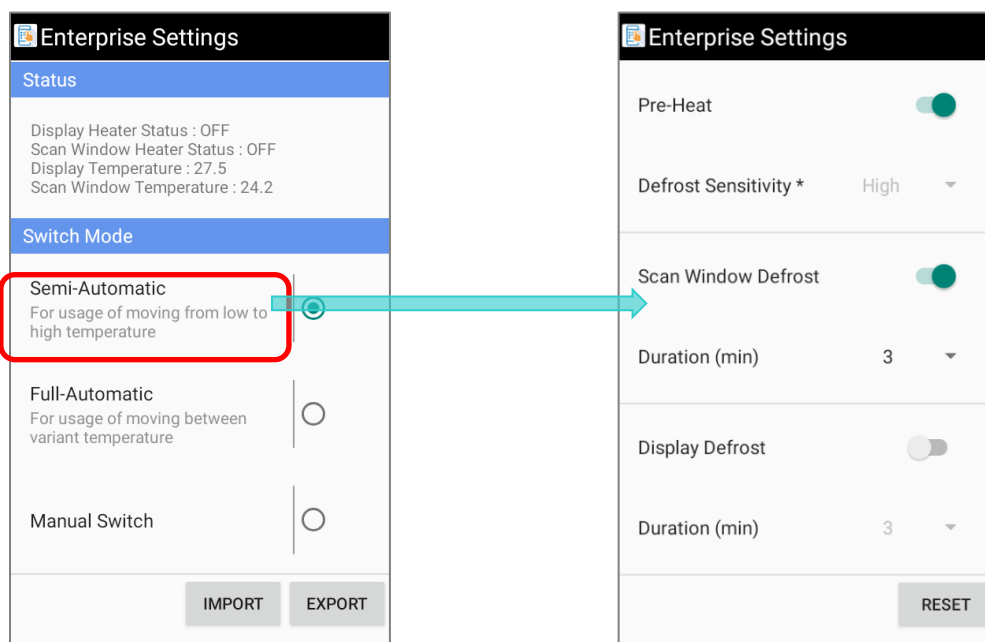 Enterprise Settings
Status
Display Heater Status : OFF
Scan Window Heater Status : OFF
Display Temperature : 27.5
Scan Window Temperature : 24.2
Switch Mode
Semi-Automatic
For usage of moving from low to
high temperature
Full-Automatic
For usage of moving between
variant temperature
Manual Switch
IMPORT
EXPORT
Enterprise Settings
Pre-Heat
Defrost Sensitivity * High
Scan Window Defrost
Duration (min) 3
Display Defrost
Duration (min) 3
RESET